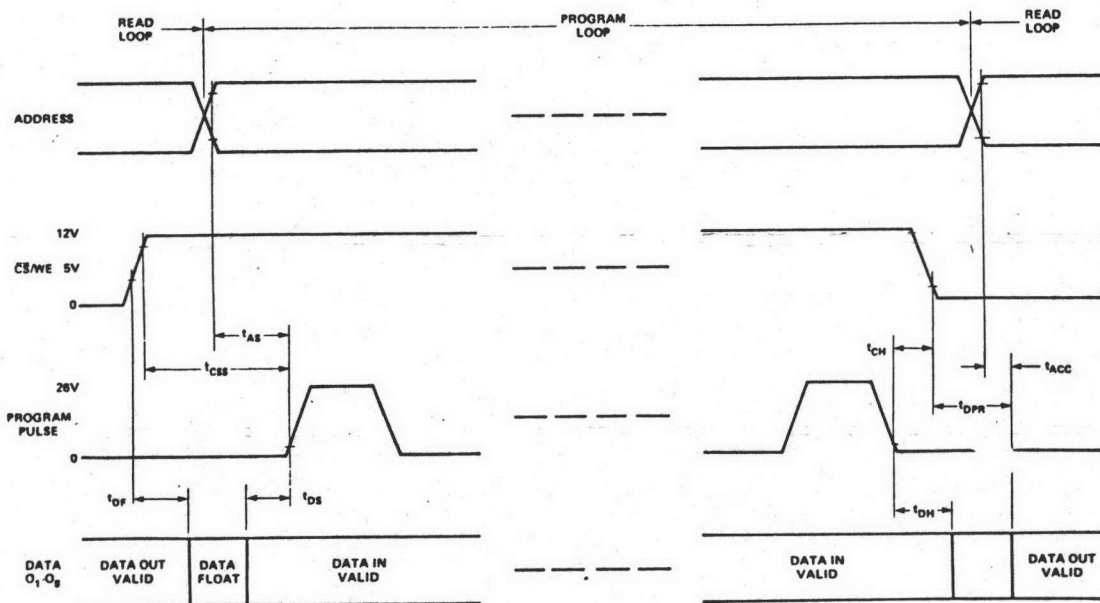 READ
LOOP
PROGRAM
LOOP
READ
LOOP
ADDRESS
12V
CS/WE 5V
0
tAS
tCSS
tCH
tACC
tDPR
26V
PROGRAM
PULSE
0
tDF
tDS
tDH
DATA
O1-O8
DATA OUT
VALID
DATA
FLOAT
DATA IN
VALID
DATA IN
VALID
DATA OUT
VALID